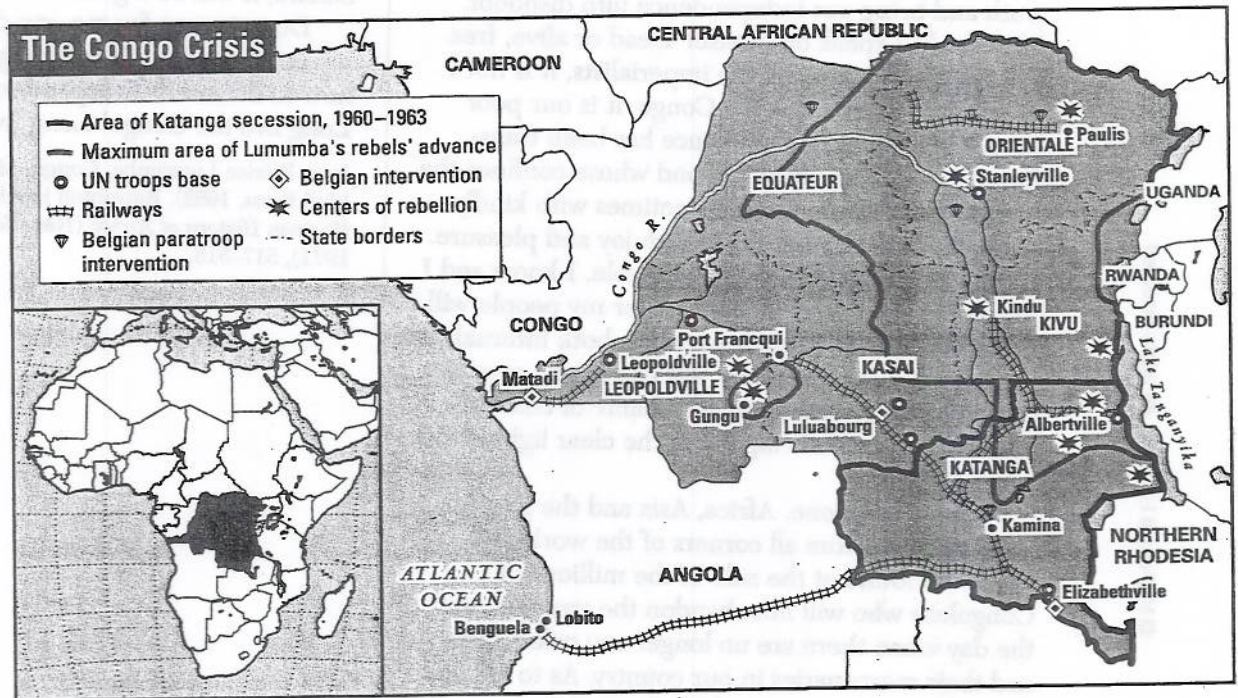 The Congo Crisis
Area of Katanga secession, 1960–1963
Maximum area of Lumumba's rebels' advance
UN troops bases
Belgian intervention
Railways
Centers of rebellion
Belgian paratroop
intervention
State borders
CENTRAL AFRICAN REPUBLIC
CAMEROON
ORIENTALE
Paulis
Stanleyville
EQUATEUR
UGANDA
RWANDA
BURUNDI
Congo R.
Kindu
KIVU
CONGO
Port Francqui
Leopoldville
LEOPOLDVILLE
KASAI
Matadi
Gungu
Luluabourg
Albertville
Lake Tanganyika
KATANGA
Kamina
NORTHERN
RHODESIA
ATLANTIC
OCEAN
ANGOLA
Elizabethville
Lobito
Benguela